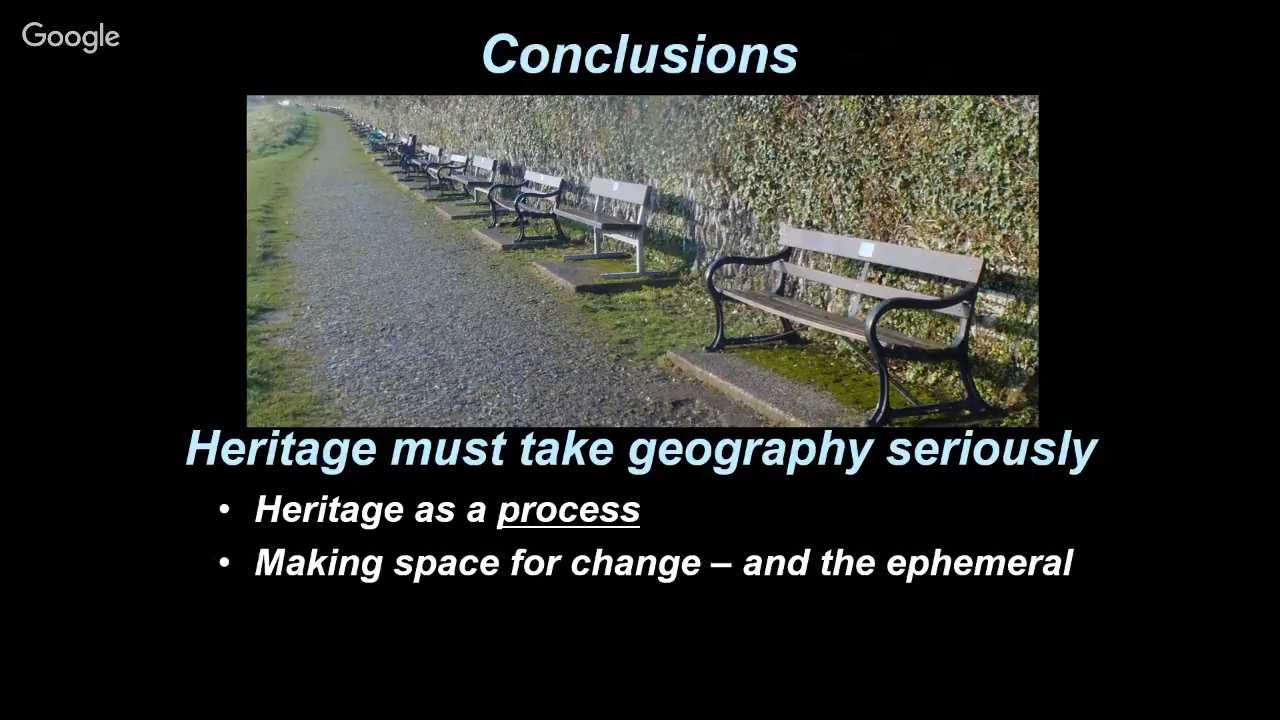 Google
Conclusions
Heritage must take geography seriously
• Heritage as a process
• Making space for change – and the ephemeral